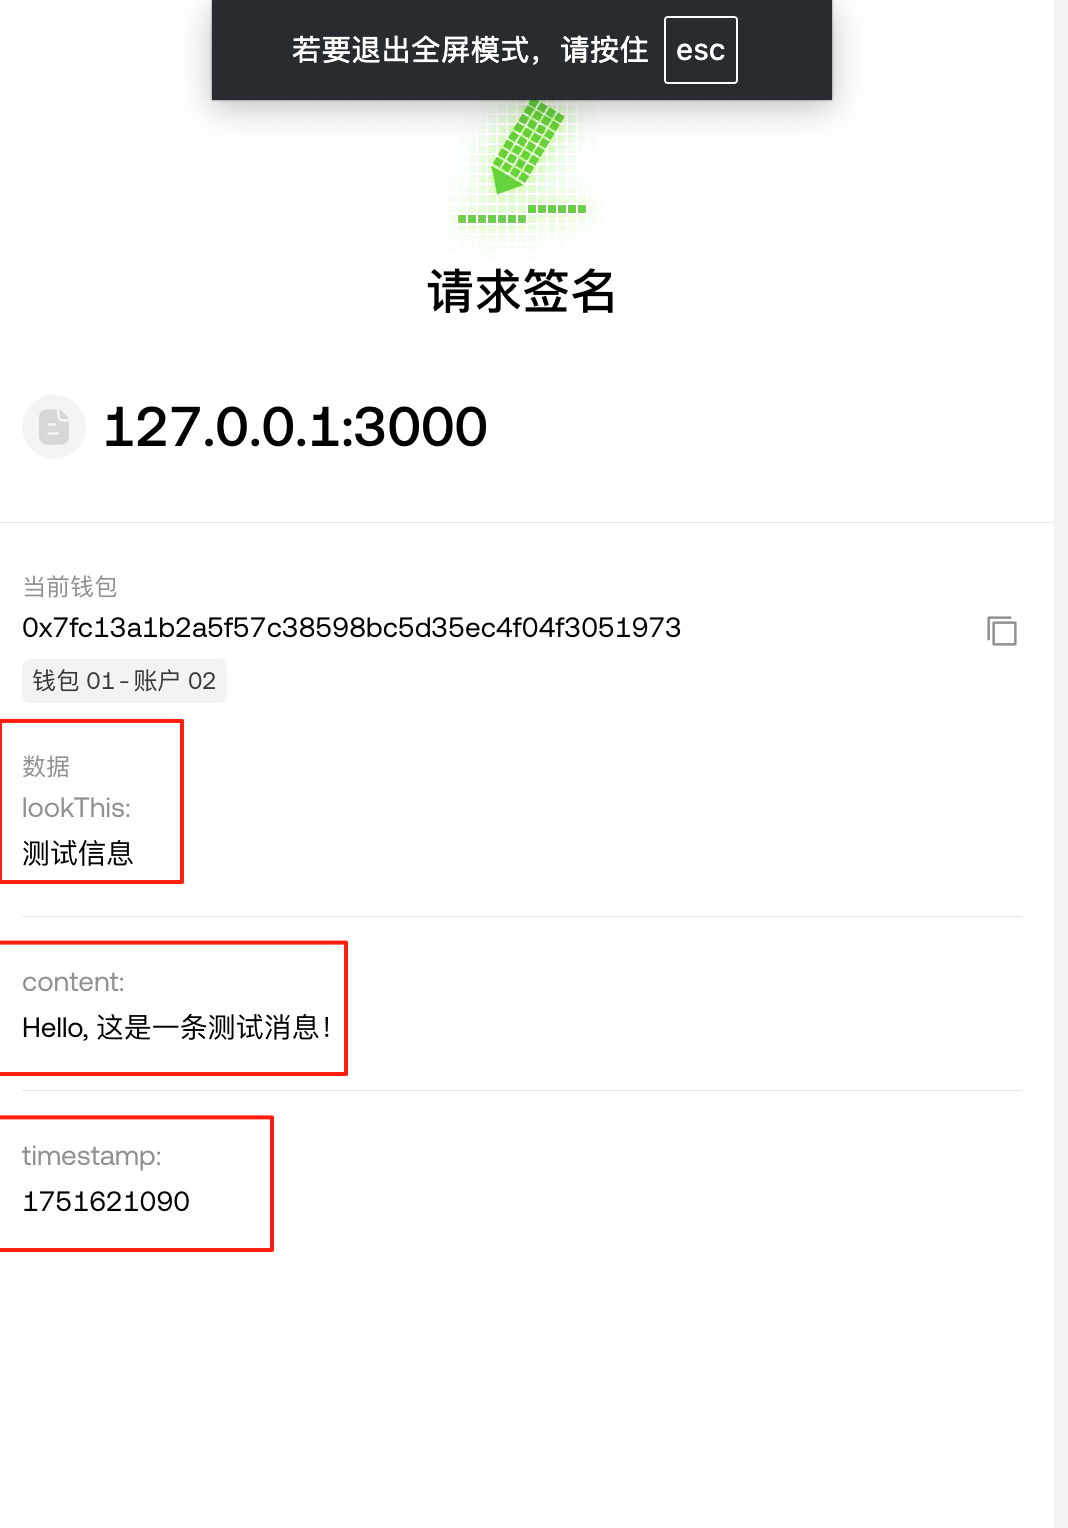 若要退出全屏模式，请按住 esc
请求签名
127.0.0.1:3000
当前钱包
0x7fc13a1b2a5f57c38598bc5d35ec4f04f3051973
钱包 01 - 账户 02
数据
lookThis:
测试信息
content:
Hello, 这是一条测试消息！
timestamp:
1751621090